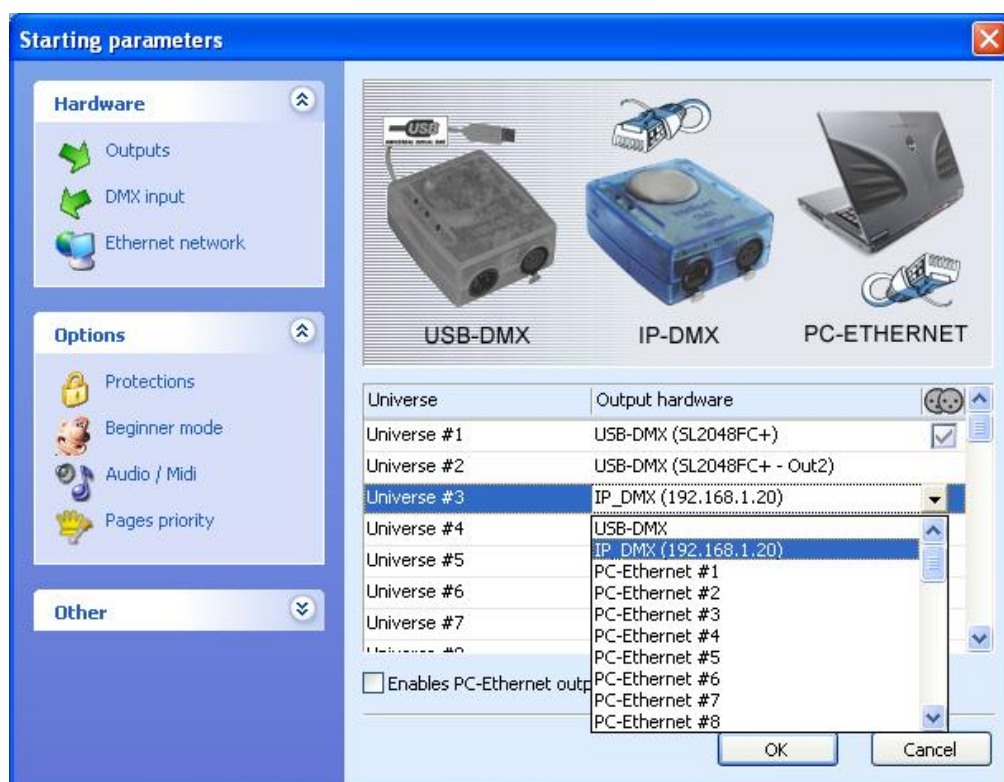 Starting parameters
Hardware
Outputs
DMX input
Ethernet network
Options
Protections
Beginner mode
Audio / Midi
Pages priority
Other
USB
USB-DMX
IP-DMX
PC-ETHERNET
Universe Output hardware
Universe #1 USB-DMX (SL2048FC+)
Universe #2 USB-DMX (SL2048FC+ - Out2)
Universe #3 IP_DMX (192.168.1.20)
Universe #4
Universe #5
Universe #6
Universe #7
USB-DMX
IP_DMX (192.168.1.20)
PC-Ethernet #1
PC-Ethernet #2
PC-Ethernet #3
PC-Ethernet #4
PC-Ethernet #5
PC-Ethernet #6
PC-Ethernet #7
PC-Ethernet #8
Enables PC-Ethernet outp
OK
Cancel